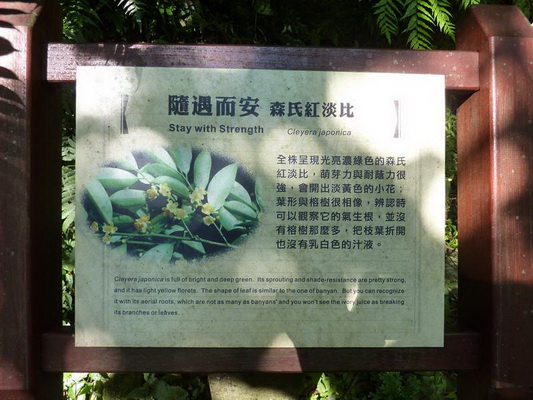 隨遇而安 森氏紅淡比
Stay with Strength Cleyera japonica
全株呈現光亮濃綠色的森氏
紅淡比，萌芽力與耐蔭力很
強，會開出淡黃色的小花；
葉形與榕樹很相像，辨認時
可以觀察它的氣生根，並沒
有榕樹那麼多，把枝葉折開
也沒有乳白色的汁液。
Cleyera japonica is full of bright and deep green. Its sprouting and shade-resistance are pretty strong,
and it has light yellow florets. The shape of leaf is similar to the one of banyan. But you can recognize
it with its aerial roots, which are not as many as banyans' and you won't see the ivory juice as breaking
its branches or leaves.